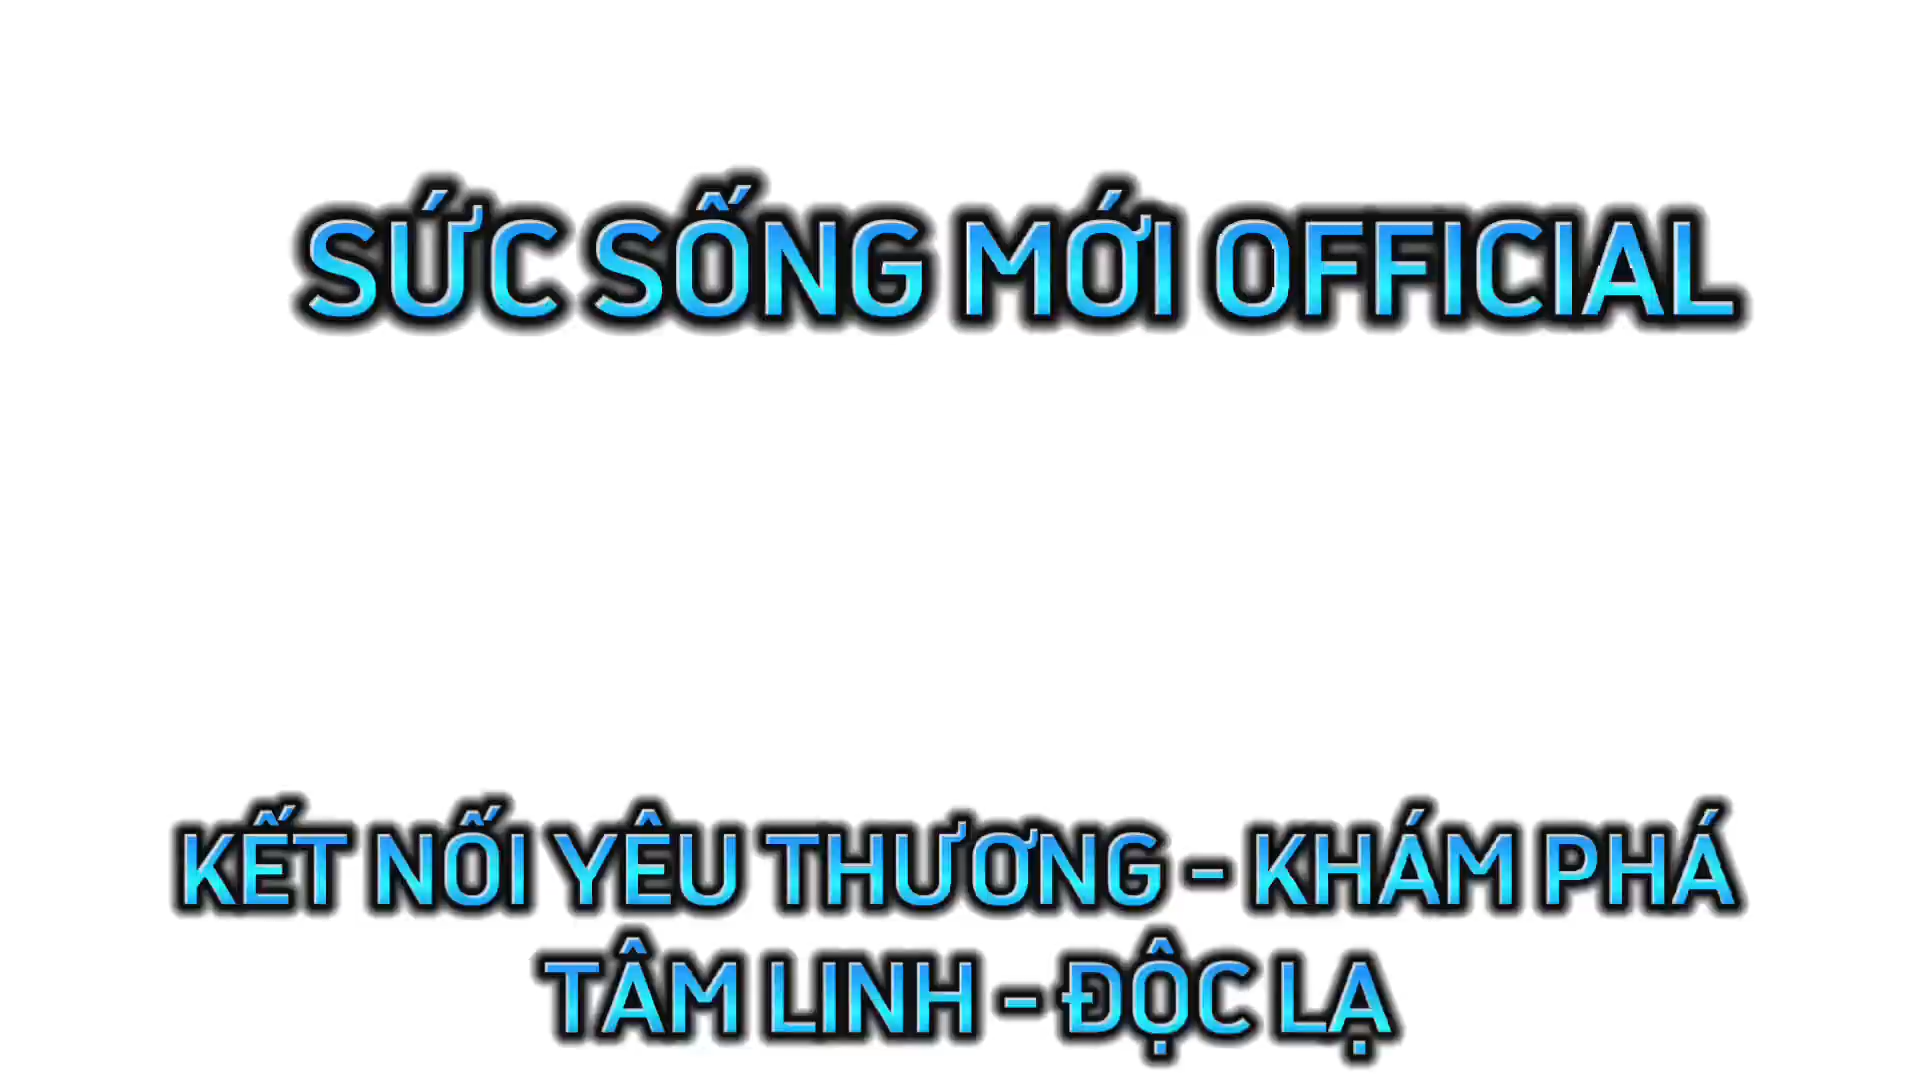 SỨC SỐNG MỚI OFFICIAL
KẾT NỐI YÊU THƯƠNG - KHÁM PHÁ
TÂM LINH - ĐỘC LẠ